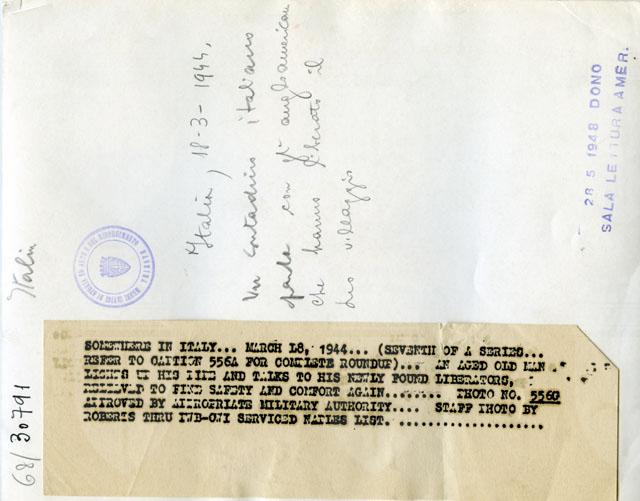 Italia, 18-3-1944.
Un contadino italiano
parla con gli angloamericani
che hanno liberato il
suo villaggio
28 5 1948 DONO
SALA LETTURA AMER.
Italia
68/30791
SOMEWHERE IN ITALY... MARCH 18, 1944... (SEVENTH OF A SERIES...
REFER TO CAPTION 556A FOR COMPLETE ROUNDUP)... AN AGED OLD MAN
LIGHTS UP HIS PIPE AND TALKS TO HIS NEWLY FOUND LIBERATORS,
RELIEVED TO FIND SAFETY AND COMFORT AGAIN........ PHOTO NO. 556G
APPROVED BY APPROPRIATE MILITARY AUTHORITY.... STAFF PHOTO BY
ROBERTS THRU PWB-OWI SERVICED NAPLES LIST. ......................